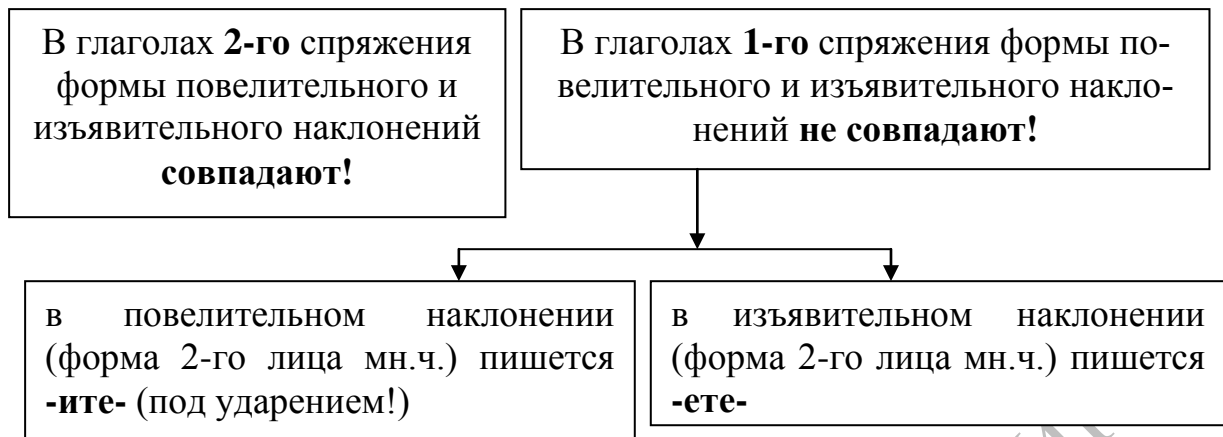 В глаголах 2-го спряжения
формы повелительного и
изъявительного наклонений
совпадают!
В глаголах 1-го спряжения формы по-
велительного и изъявительного накло-
нений не совпадают!
в повелительном наклонении
(форма 2-го лица мн.ч.) пишется
-ите- (под ударением!)
в изъявительном наклонении
(форма 2-го лица мн.ч.) пишется
-ете-